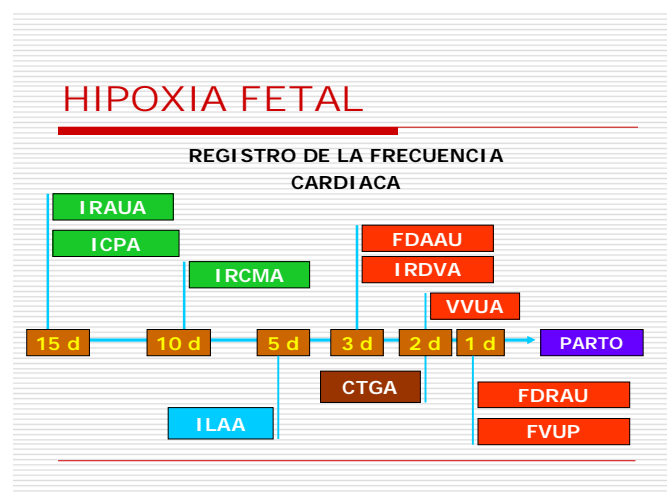 HIPOXIA FETAL
REGISTRO DE LA FRECUENCIA
CARDIACA
IRAUA
ICPA
FDAAU
IRCMA
IRDVA
VVUA
15 d
10 d
5 d
3 d
2 d
1 d
PARTO
CTGA
FDRAU
ILAA
FVUP